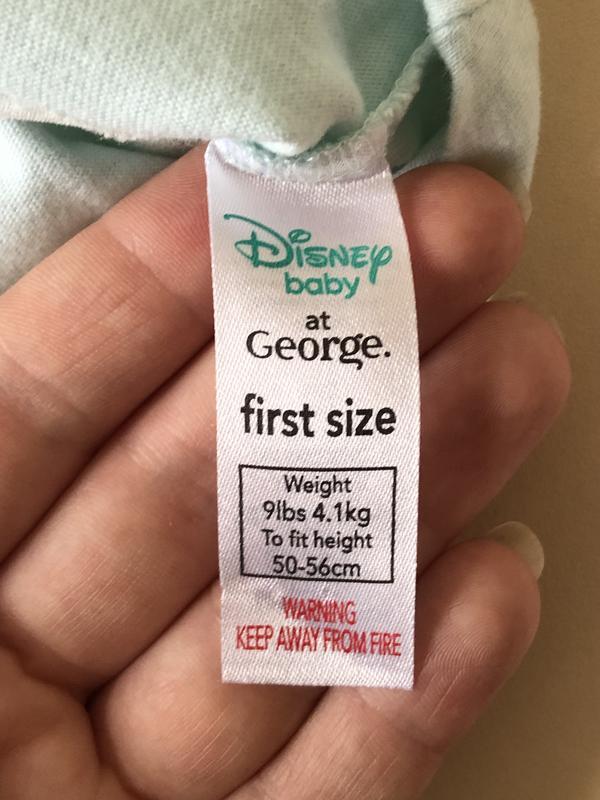 Disney
baby
at
George.
first size
Weight
9lbs 4.1kg
To fit height
50-56cm
WARNING
KEEP AWAY FROM FIRE